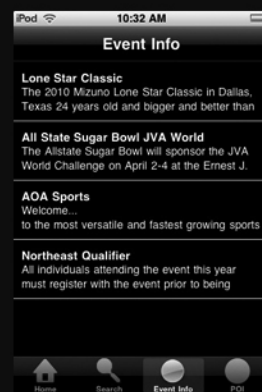 iPod 10:32 AM
Event Info
Lone Star Classic
The 2010 Mizuno Lone Star Classic in Dallas,
Texas 24 years old and bigger and better than
All State Sugar Bowl JVA World
The Allstate Sugar Bowl will sponsor the JVA
World Challenge on April 2-4 at the Ernest J.
AOA Sports
Welcome...
to the most versatile and fastest growing sports
Northeast Qualifier
All individuals attending the event this year
must register with the event prior to being
Home Search Event Info POI